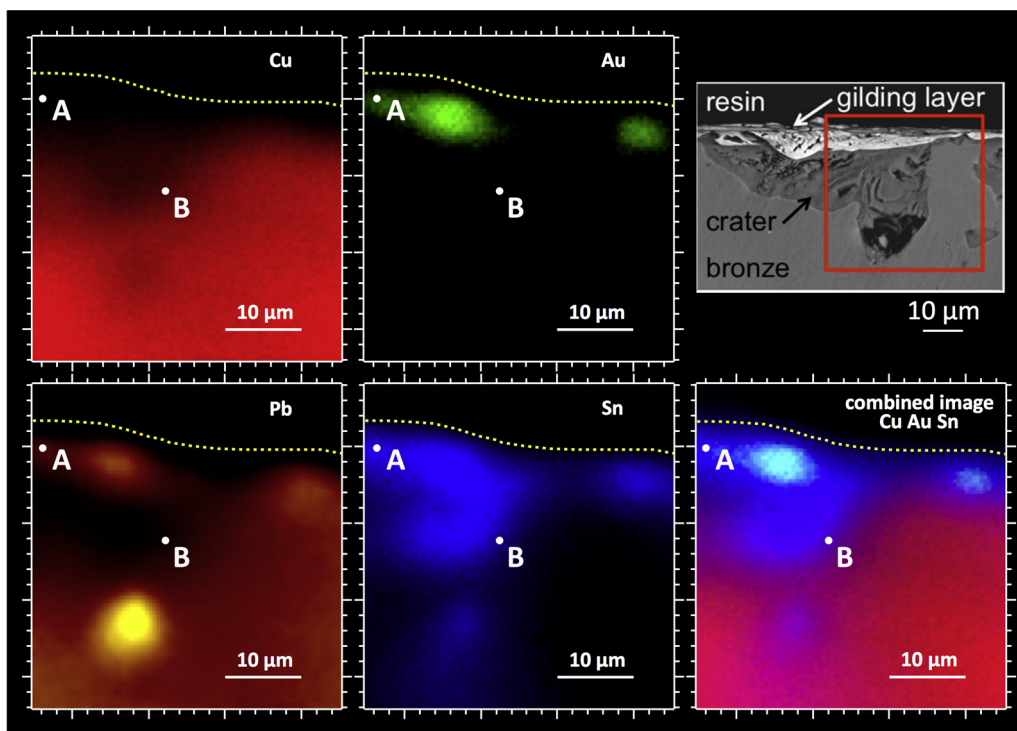 Cu
A
B
10 µm
Au
A
B
10 µm
resin
gilding layer
crater
bronze
10 µm
Pb
A
B
10 µm
Sn
A
B
10 µm
combined image
Cu Au Sn
A
B
10 µm